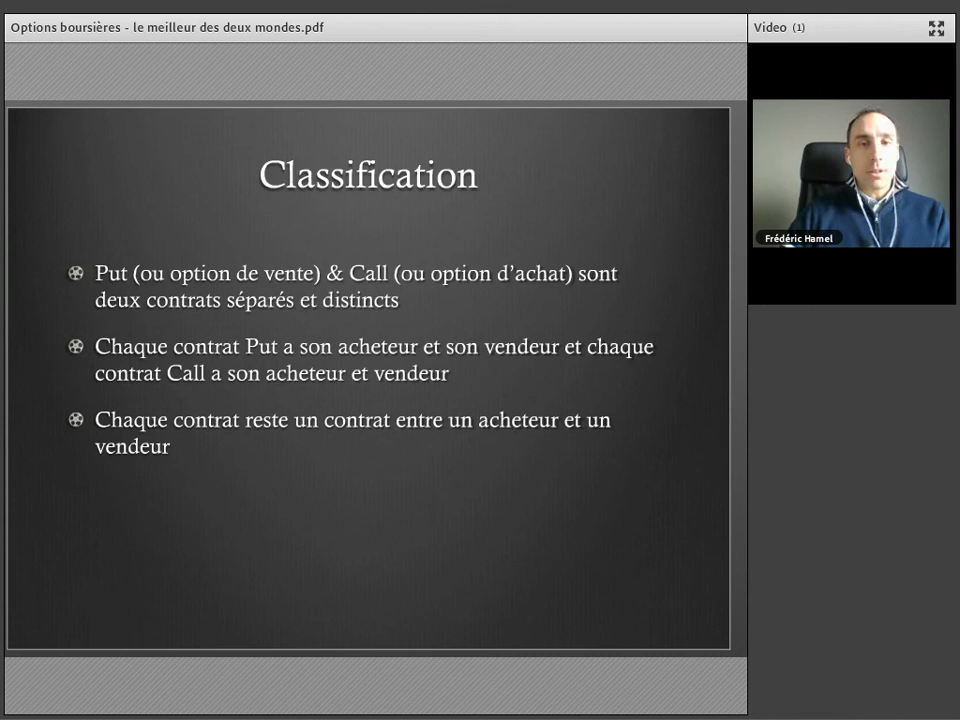 Options boursières - le meilleur des deux mondes.pdf
Video (1)
Classification
Put (ou option de vente) & Call (ou option d’achat) sont
deux contrats séparés et distincts
Chaque contrat Put a son acheteur et son vendeur et chaque
contrat Call a son acheteur et vendeur
Chaque contrat reste un contrat entre un acheteur et un
vendeur
Frédéric Hamel